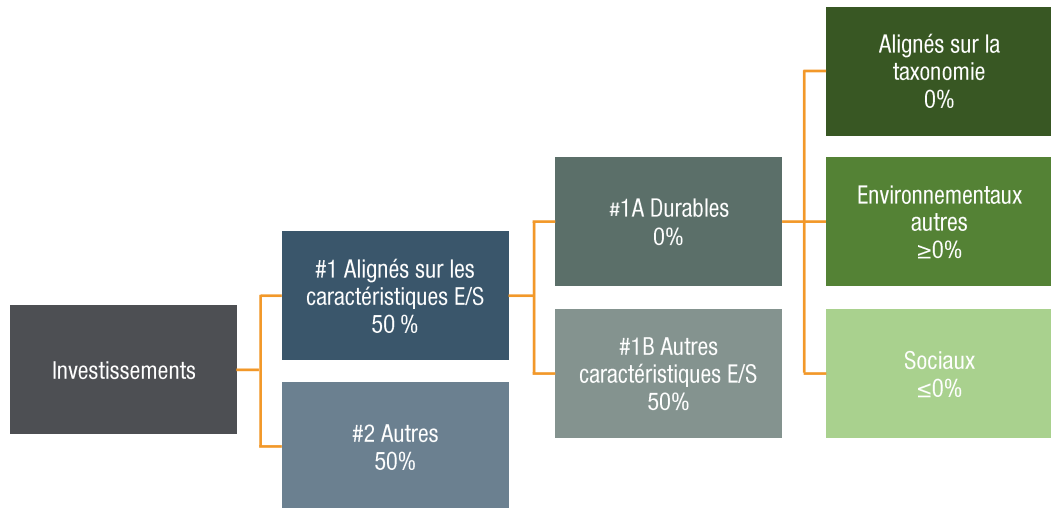 Investissements
#1 Alignés sur les
caractéristiques E/S
50 %
#2 Autres
50%
#1A Durables
0%
#1B Autres
caractéristiques E/S
50%
Alignés sur la
taxonomie
0%
Environnementaux
autres
≥0%
Sociaux
≤0%